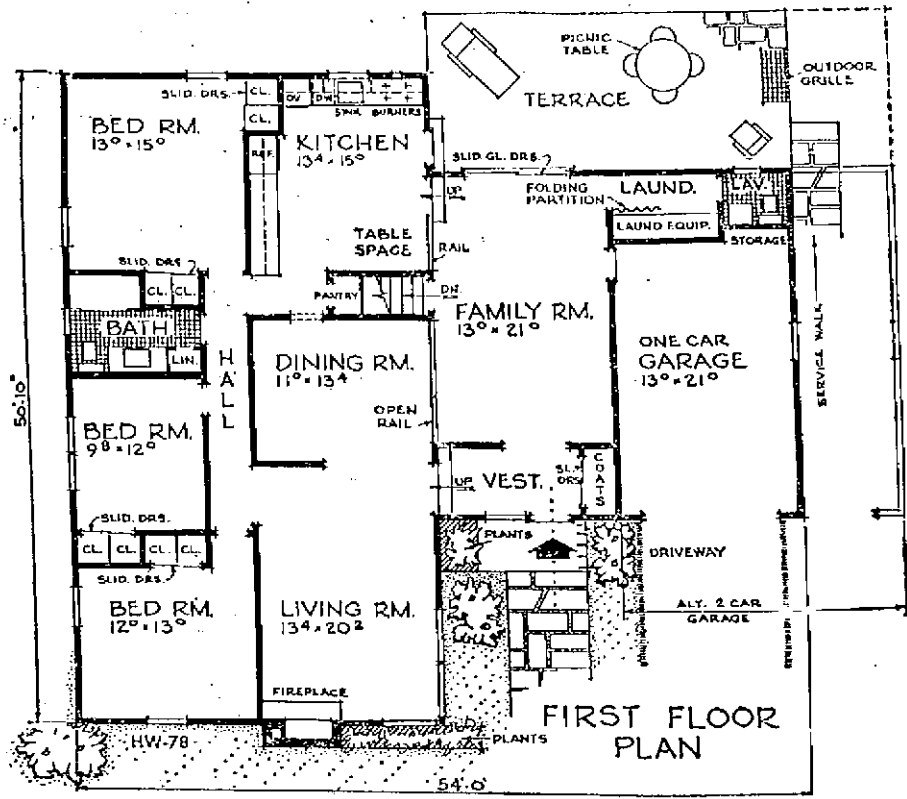 PICNIC
TABLE
OUTDOOR
GRILLE
TERRACE
SLID. DRS.
CL.
CL.
OV
DW
SINK
BURNERS
BED RM.
13⁰ × 15⁰
KITCHEN
13⁴ × 15⁰
REF.
SLID GL. DRS.
FOLDING
PARTITION
LAUND.
LAV.
UP
LAUND EQUIP.
STORAGE
TABLE
SPACE
RAIL
SLID. DRS.
CL.
CL.
PANTRY
DN.
FAMILY RM.
13⁰ × 21⁰
BATH
LIN.
HALL
DINING RM.
11⁰ × 13⁴
ONE CAR
GARAGE
13⁰ × 21⁰
SERVICE WALK
50'-10"
OPEN
RAIL
BED RM.
9⁸ × 12⁰
UP
VEST.
SL.
DRS
COATS
SLID. DRS.
CL.
CL.
CL.
CL.
SLID. DRS.
PLANTS
DRIVEWAY
BED RM.
12⁰ × 13⁰
LIVING RM.
13⁴ × 20²
ALT. 2 CAR
GARAGE
FIREPLACE
HW-78
PLANTS
FIRST FLOOR
PLAN
54'-0"